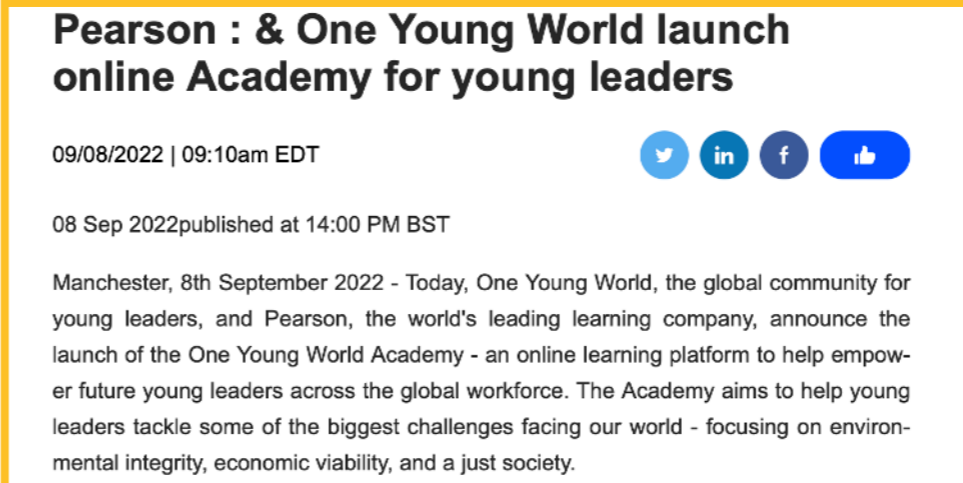 Pearson : & One Young World launch
online Academy for young leaders
09/08/2022 | 09:10am EDT
in f
08 Sep 2022published at 14:00 PM BST
Manchester, 8th September 2022 - Today, One Young World, the global community for
young leaders, and Pearson, the world's leading learning company, announce the
launch of the One Young World Academy - an online learning platform to help empow-
er future young leaders across the global workforce. The Academy aims to help young
leaders tackle some of the biggest challenges facing our world - focusing on environ-
mental integrity, economic viability, and a just society.